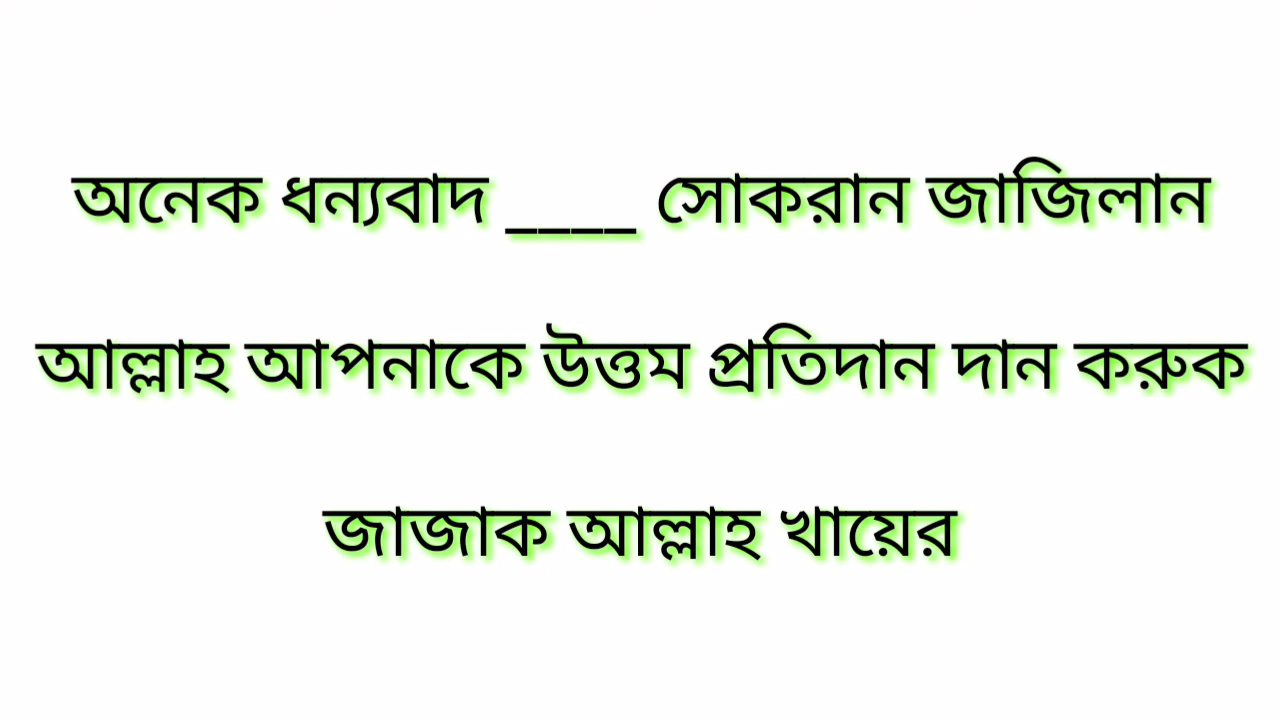 অনেক ধন্যবাদ ____ সোকরান জাজিলান
আল্লাহ আপনাকে উত্তম প্রতিদান দান করুক
জাজাক আল্লাহ খায়ের